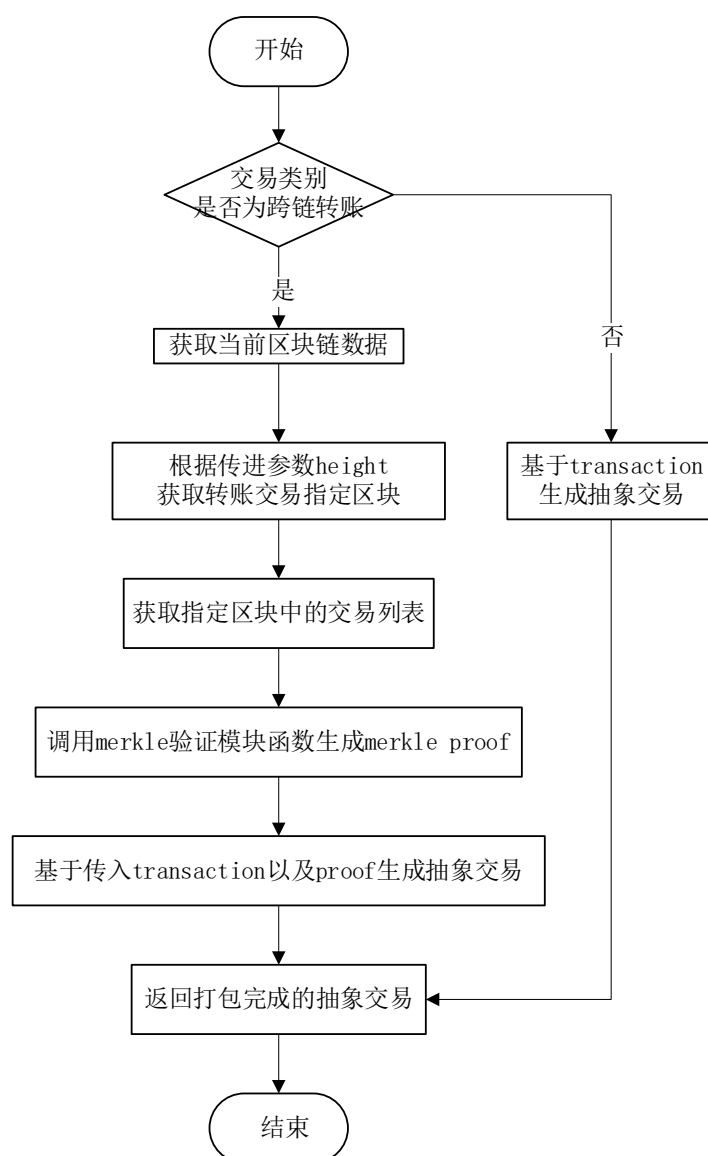 开始
交易类别
是否为跨链转账
是
否
获取当前区块链数据
根据传进参数height
获取转账交易指定区块
基于transaction
生成抽象交易
获取指定区块中的交易列表
调用merkle验证模块函数生成merkle proof
基于传入transaction以及proof生成抽象交易
返回打包完成的抽象交易
结束